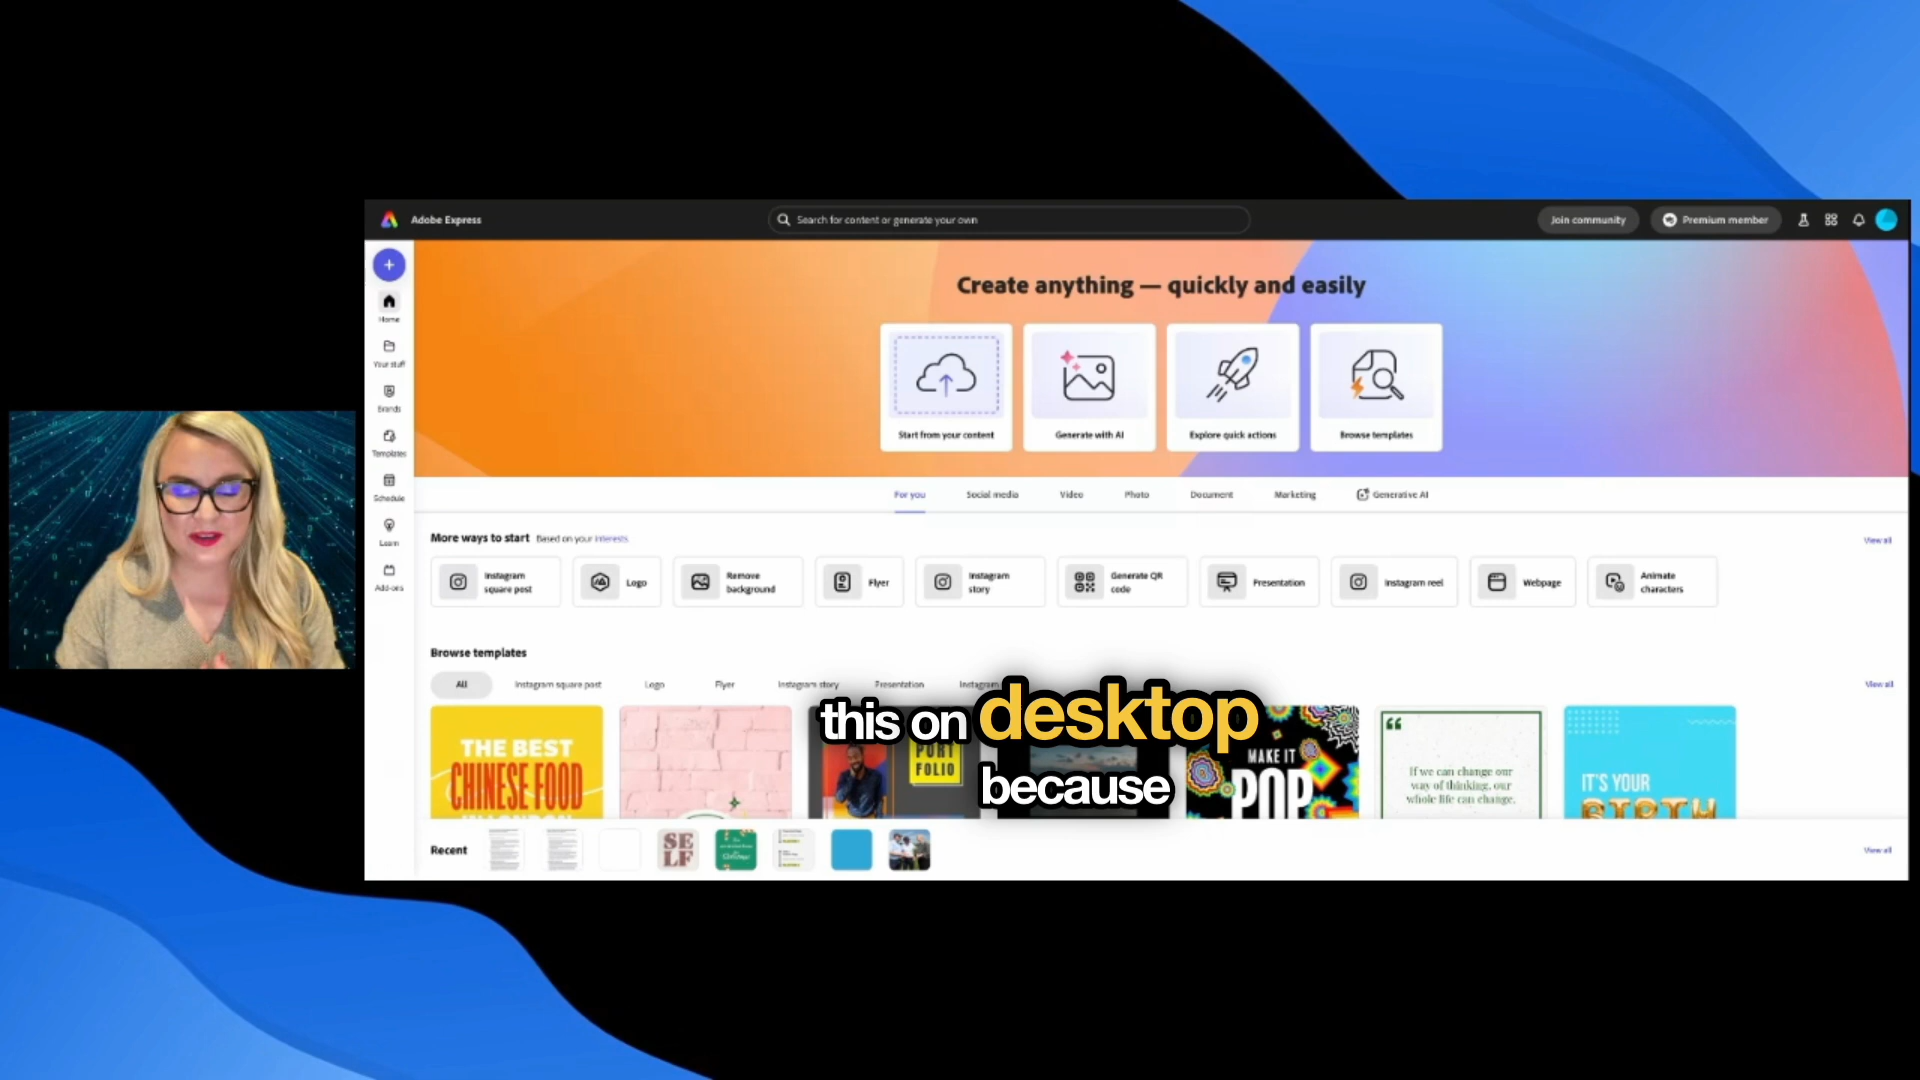 Adobe Express
Search for content or generate your own
Join community
Premium member
Create anything — quickly and easily
Home
Your stuff
Brands
Templates
Schedule
Learn
Add-ons
Start from your content
Generate with AI
Explore quick actions
Browse templates
For you
Social media
Video
Photo
Document
Marketing
Generative AI
More ways to start
Based on your interests
View all
Instagram
square post
Logo
Remove
background
Flyer
Instagram
story
Generate QR
code
Presentation
Instagram reel
Webpage
Animate
characters
Browse templates
All
Instagram square post
Logo
Flyer
Instagram story
Presentation
Instagram
View all
this on desktop
because
THE BEST
CHINESE FOOD
PORT
FOLIO
MAKE IT
POP
If we can change our
way of thinking, our
whole life can change.
IT'S YOUR
BIRTH
Recent
SE
LF
View all